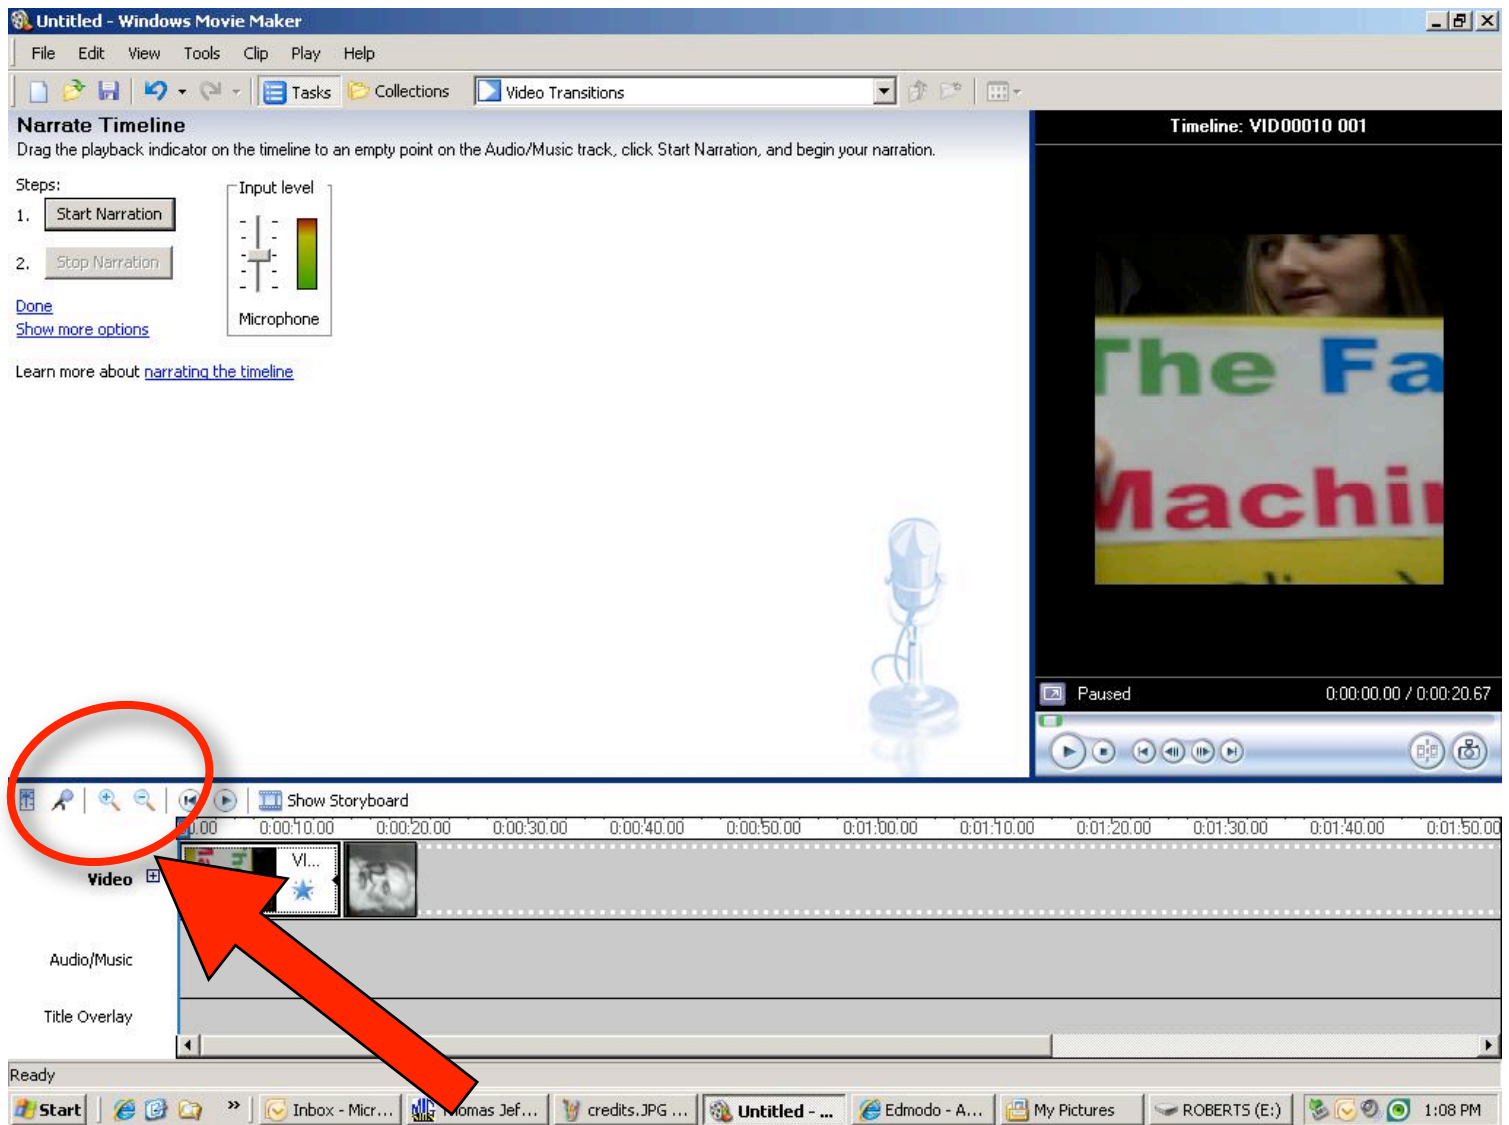 Untitled - Windows Movie Maker
File Edit View Tools Clip Play Help
Tasks Collections Video Transitions
Narrate Timeline
Drag the playback indicator on the timeline to an empty point on the Audio/Music track, click Start Narration, and begin your narration.
Steps:
1. Start Narration
2. Stop Narration
Done
Show more options
Input level
Microphone
Learn more about narrating the timeline
Timeline: VID00010 001
The Fa
Machi
Paused 0:00:00.00 / 0:00:20.67
Show Storyboard
0:00:10.00 0:00:20.00 0:00:30.00 0:00:40.00 0:00:50.00 0:01:00.00 0:01:10.00 0:01:20.00 0:01:30.00 0:01:40.00 0:01:50.00
Video VI...
Audio/Music
Title Overlay
Ready
Start » Inbox - Micr... Jef... credits.JPG ... Untitled - ... Edmodo - A... My Pictures ROBERTS (E:) 1:08 PM